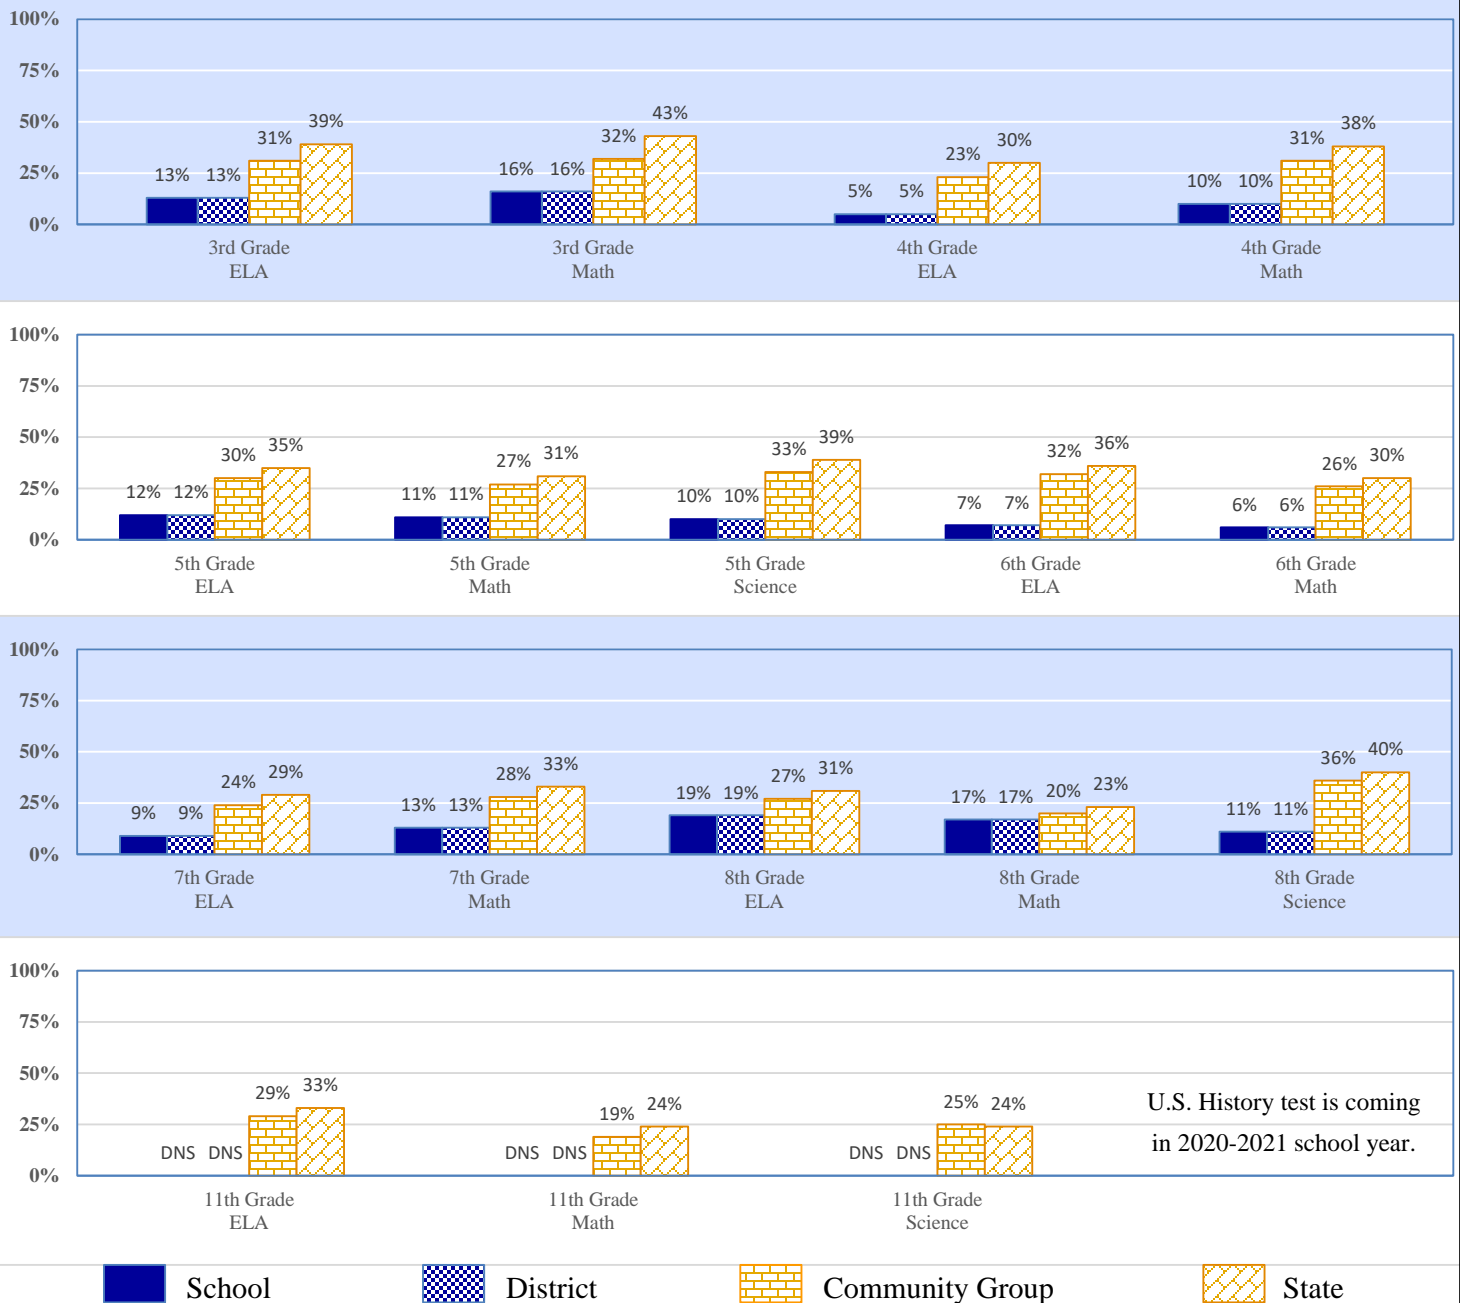 100%
75%
50%
25%
0%
13% 13% 31% 39%
16% 16% 32% 43%
5% 5% 23% 30%
10% 10% 31% 38%
3rd Grade
ELA
3rd Grade
Math
4th Grade
ELA
4th Grade
Math
100%
75%
50%
25%
0%
12% 12% 30% 35%
11% 11% 27% 31%
10% 10% 33% 39%
7% 7% 32% 36%
6% 6% 26% 30%
5th Grade
ELA
5th Grade
Math
5th Grade
Science
6th Grade
ELA
6th Grade
Math
100%
75%
50%
25%
0%
9% 9% 24% 29%
13% 13% 28% 33%
19% 19% 27% 31%
17% 17% 20% 23%
11% 11% 36% 40%
7th Grade
ELA
7th Grade
Math
8th Grade
ELA
8th Grade
Math
8th Grade
Science
100%
75%
50%
25%
0%
DNS DNS 29% 33%
DNS DNS 19% 24%
DNS DNS 25% 24%
U.S. History test is coming
in 2020-2021 school year.
11th Grade
ELA
11th Grade
Math
11th Grade
Science
School
District
Community Group
State